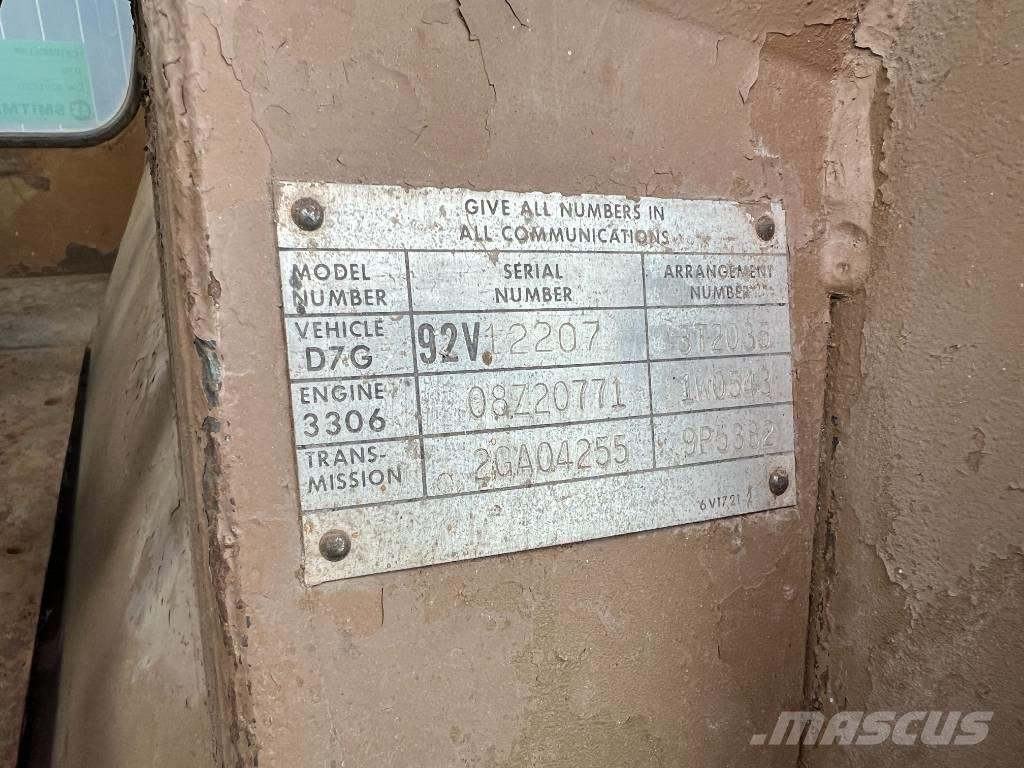 GIVE ALL NUMBERS IN
ALL COMMUNICATIONS
MODEL NUMBER
SERIAL NUMBER
ARRANGEMENT NUMBER
VEHICLE D7G
92V12207
3T2036
ENGINE 3306
08Z20771
1W0543
TRANS-MISSION
2GA04255
9P5382
6V1721
MASCUS